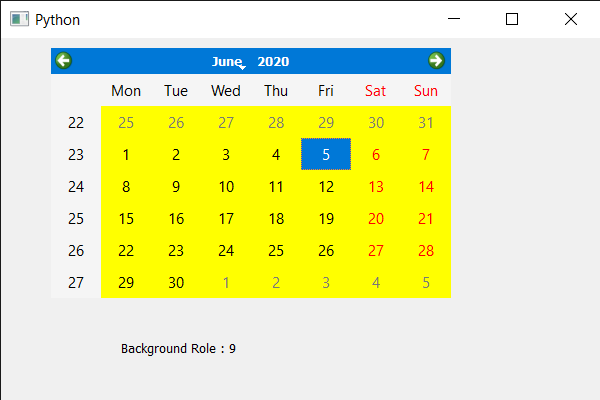 Python
June 2020
Mon Tue Wed Thu Fri Sat Sun
22 25 26 27 28 29 30 31
23 1 2 3 4 5 6 7
24 8 9 10 11 12 13 14
25 15 16 17 18 19 20 21
26 22 23 24 25 26 27 28
27 29 30 1 2 3 4 5
Background Role : 9